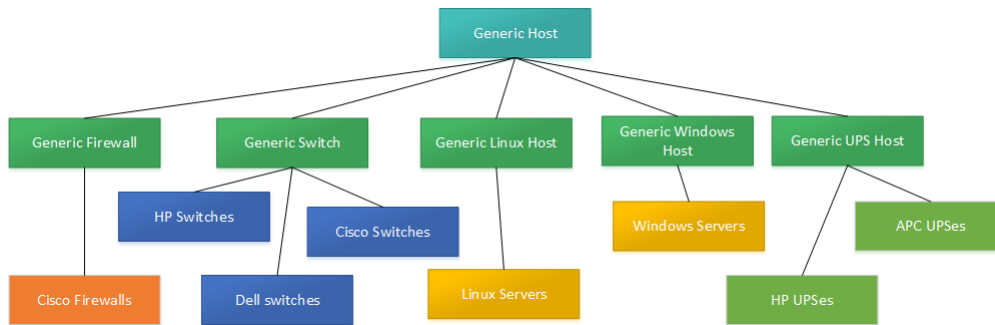 Generic Host
Generic Firewall
Generic Switch
Generic Linux Host
Generic Windows
Host
Generic UPS Host
HP Switches
Cisco Switches
Windows Servers
APC UPSes
Cisco Firewalls
Dell switches
Linux Servers
HP UPSes